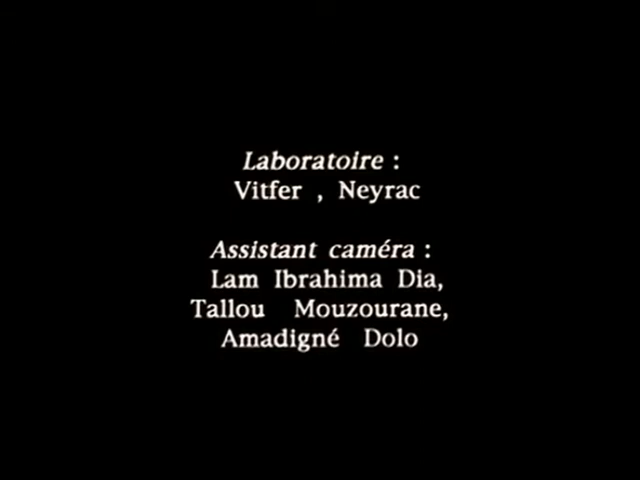 Laboratoire :
Vitfer , Neyrac
Assistant caméra :
Lam Ibrahima Dia,
Tallou Mouzourane,
Amadigné Dolo